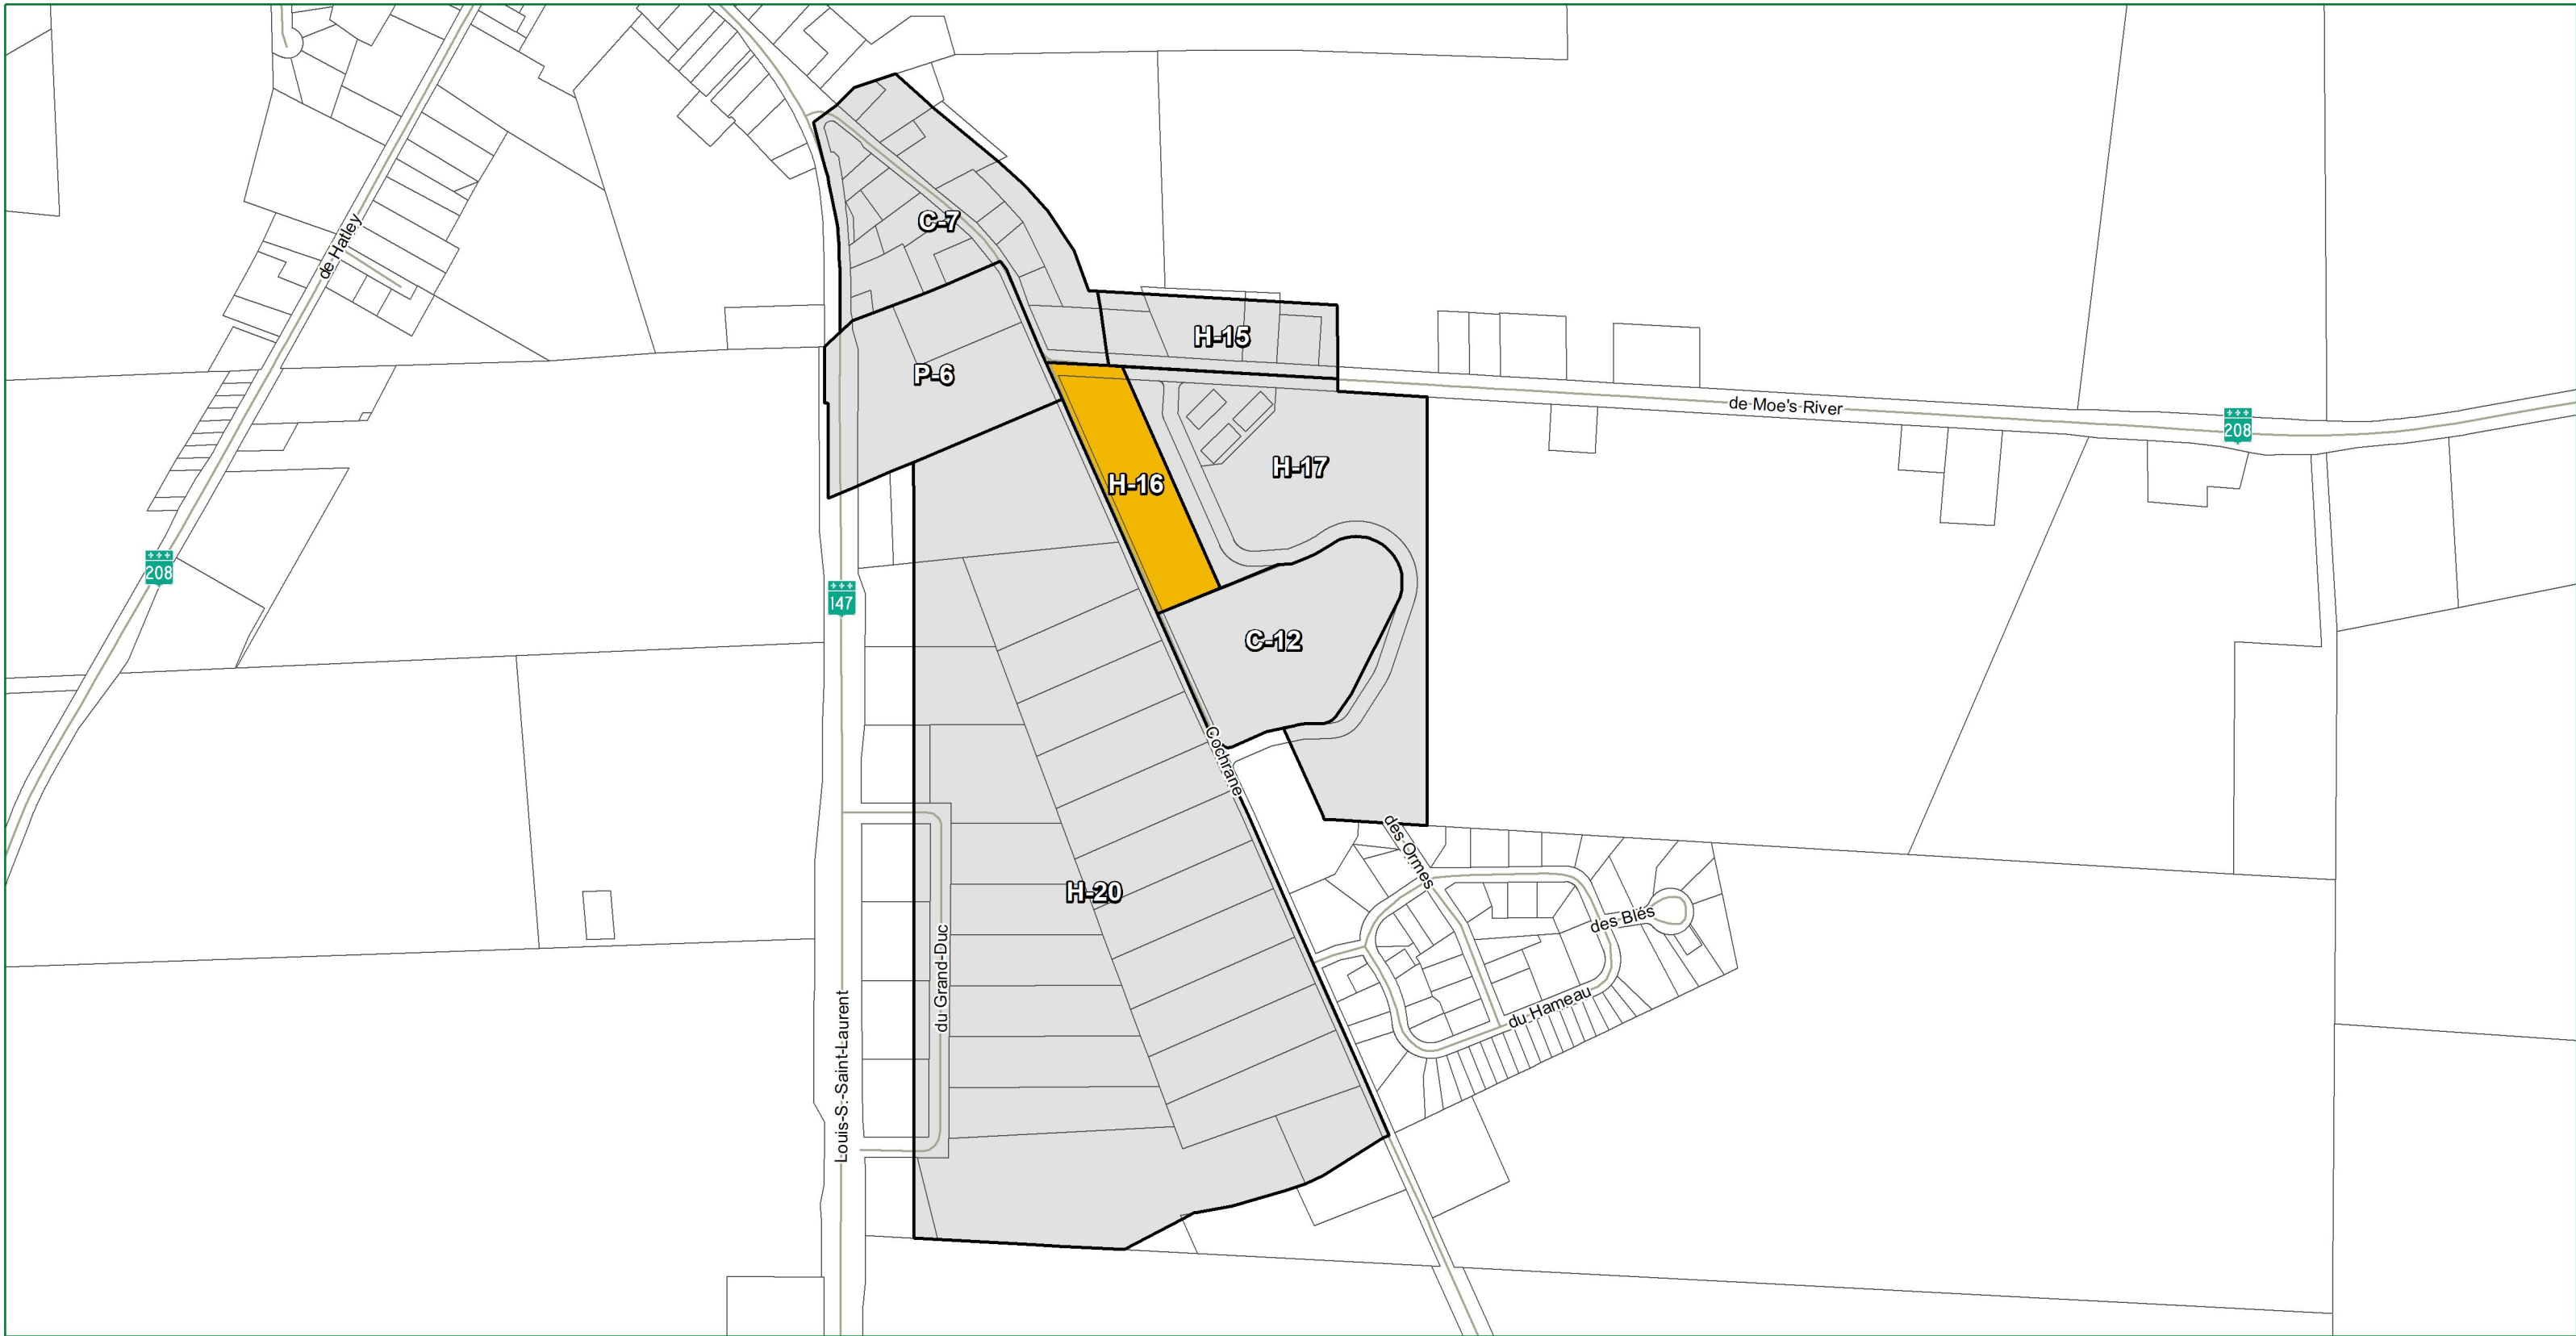 C-7
de Hatley
H-15
P-6
de Moe's River
208
H-17
H-16
208
147
C-12
Cochrane
des Ormes
H-20
des Blés
du Grand-Duc
du Hameau
Louis-S.-Saint-Laurent